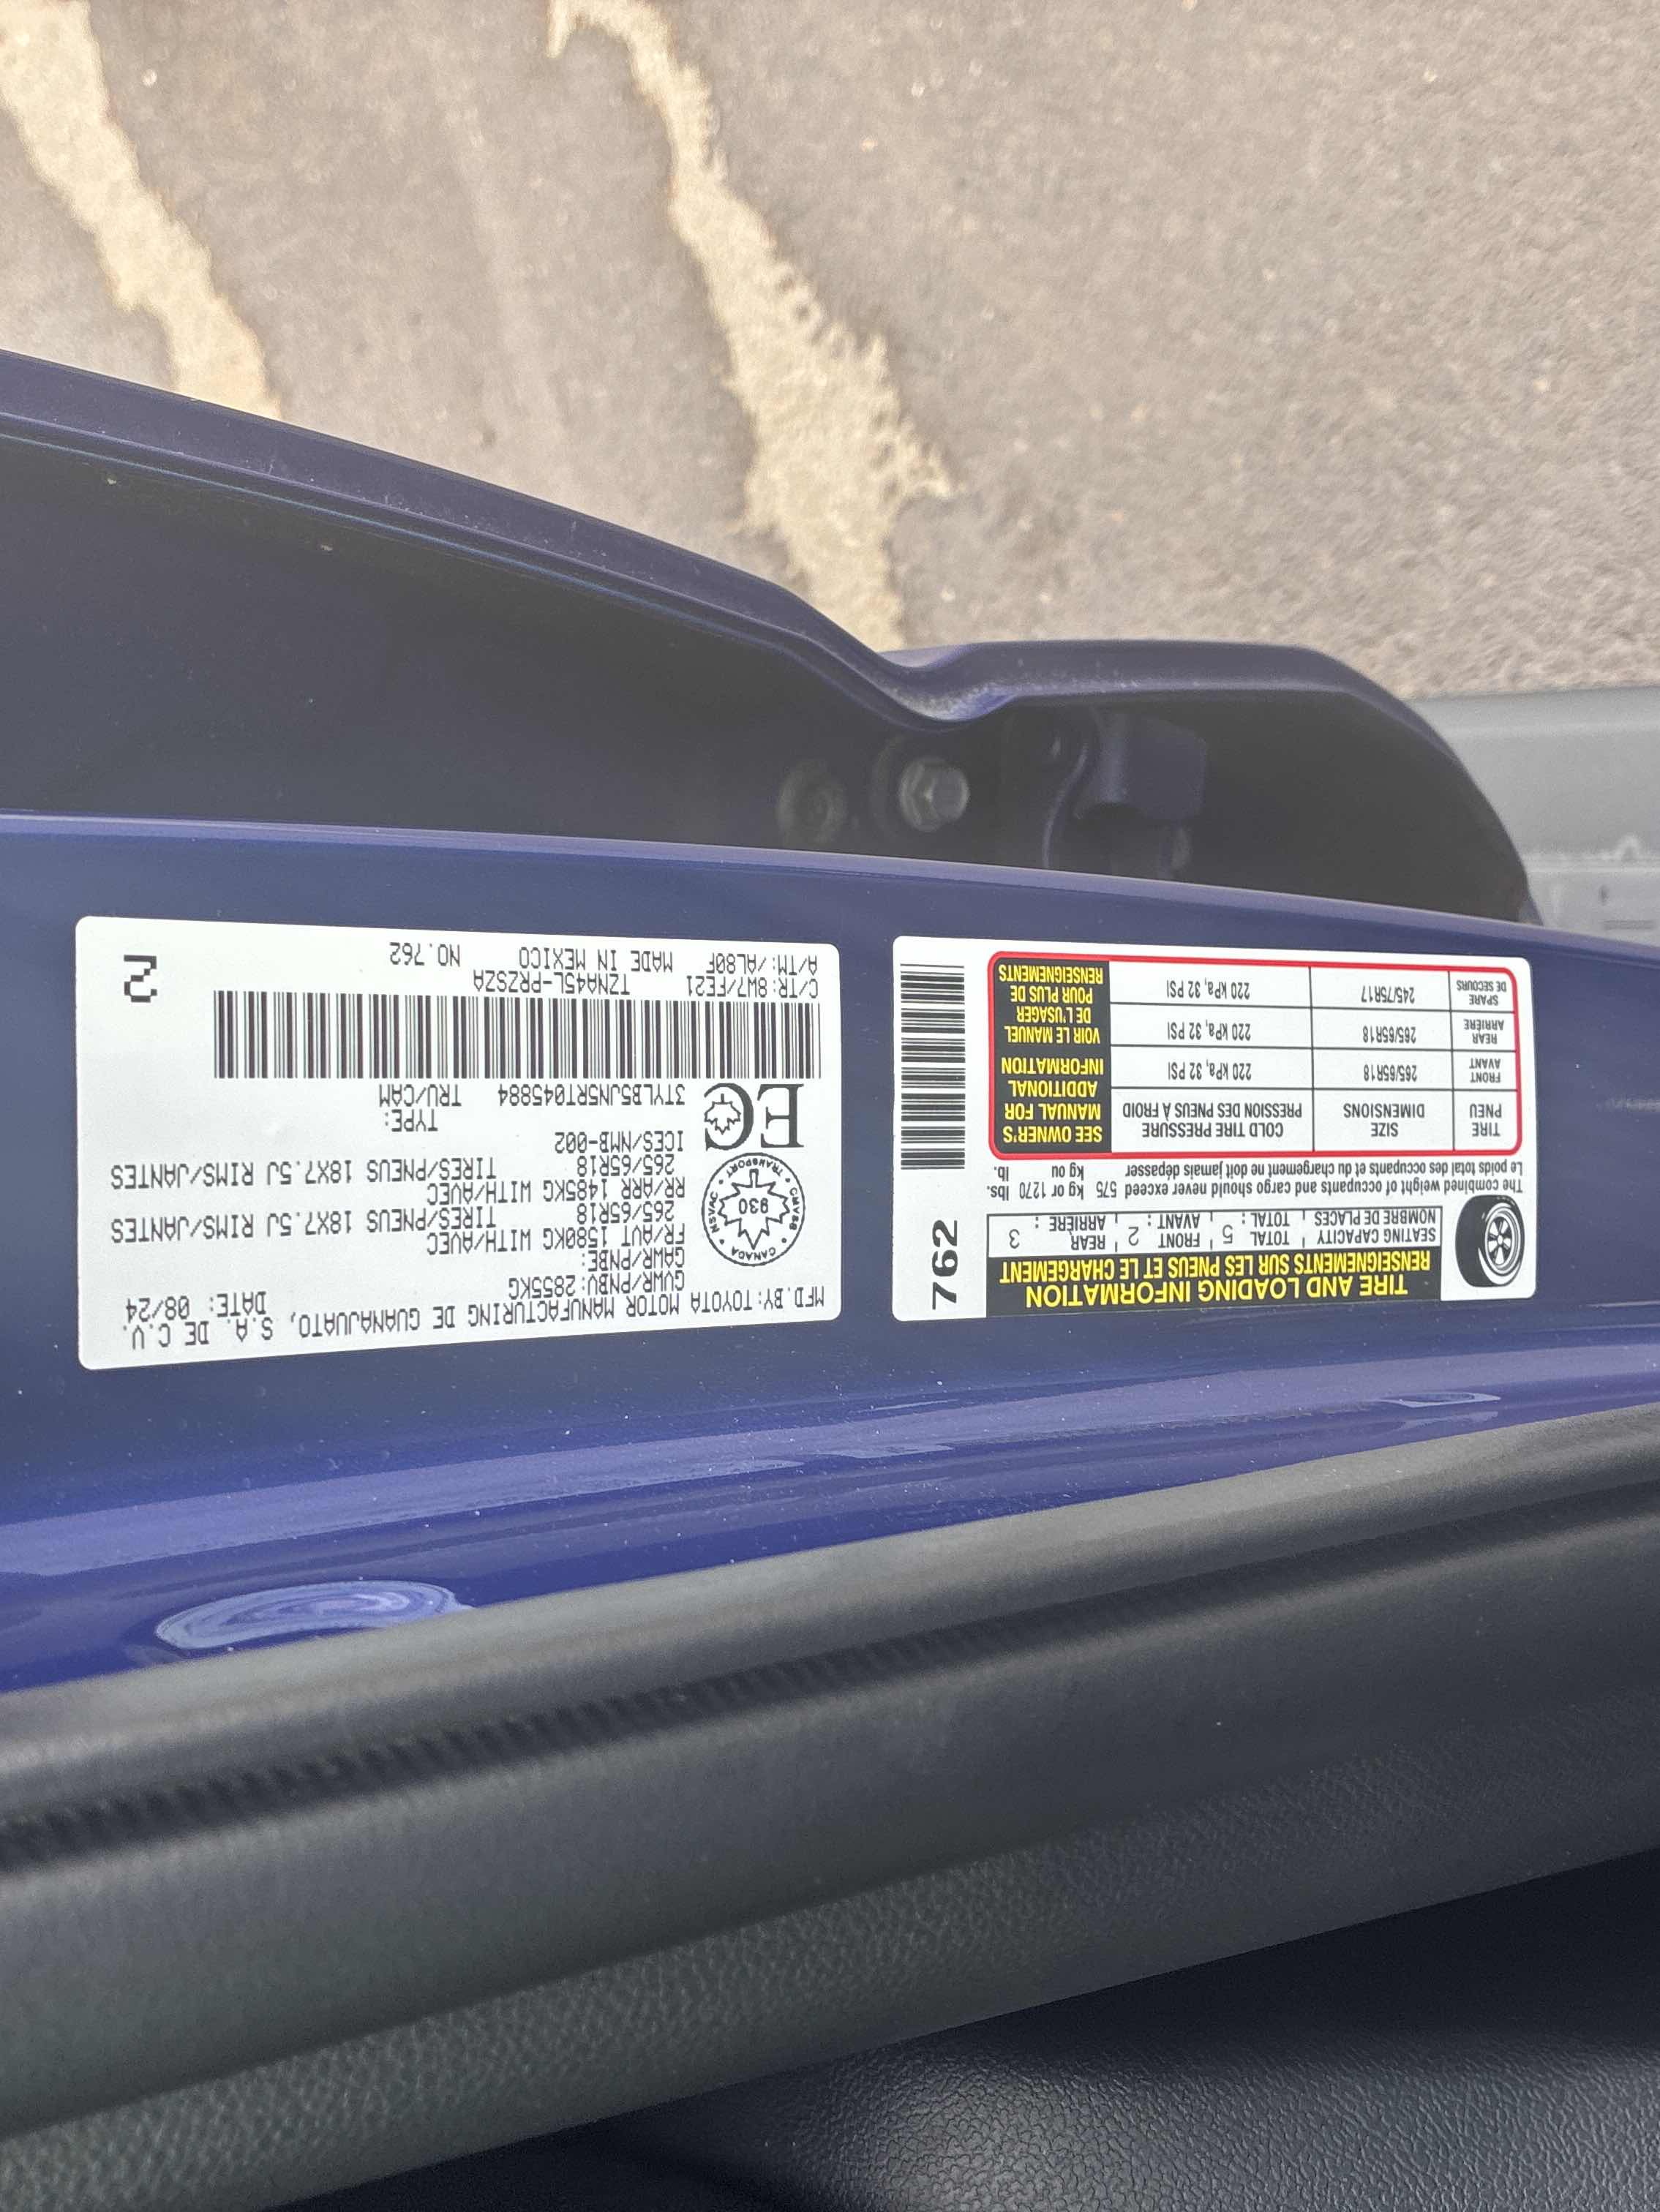 TIRE AND LOADING INFORMATION
RENSEIGNEMENTS SUR LES PNEUS ET LE CHARGEMENT
SEATING CAPACITY TOTAL: 5 FRONT 2 REAR 3
NOMBRE DE PLACES TOTAL: AVANT: ARRIÈRE:
The combined weight of occupants and cargo should never exceed 575 kg or 1270 lbs.
Le poids total des occupants et du chargement ne doit jamais dépasser kg ou lb.
TIRE SIZE COLD TIRE PRESSURE
PNEU DIMENSIONS PRESSION DES PNEUS À FROID
FRONT
AVANT
265/65R18 220 kPa, 32 PSI
REAR
ARRIÈRE
265/65R18 220 kPa, 32 PSI
SPARE
DE SECOURS
245/75R17 220 kPa, 32 PSI
SEE OWNER'S
MANUAL FOR
ADDITIONAL
INFORMATION
VOIR LE MANUEL
DE L'USAGER
POUR PLUS DE
RENSEIGNEMENTS
762
MFD.BY:TOYOTA MOTOR MANUFACTURING DE GUANAJUATO, S.A. DE C.V.
GVWR/PNBV:2855KG DATE: 08/24
GAWR/PNBE:
FR/AVT 1580KG WITH/AVEC
265/65R18 TIRES/PNEUS 18X7.5J RIMS/JANTES
RR/ARR 1485KG WITH/AVEC
265/65R18 TIRES/PNEUS 18X7.5J RIMS/JANTES
ICES/NMB-002
TYPE:
3TYLB5JN5RT045884 TRU/CAM
CANADA
CMVSS
TRANSPORT
NSVAC
930
EC
C/TR:8W7/FE21 TZNA45L-PRZSZA
A/TM:/AL80F MADE IN MEXICO NO.762
2